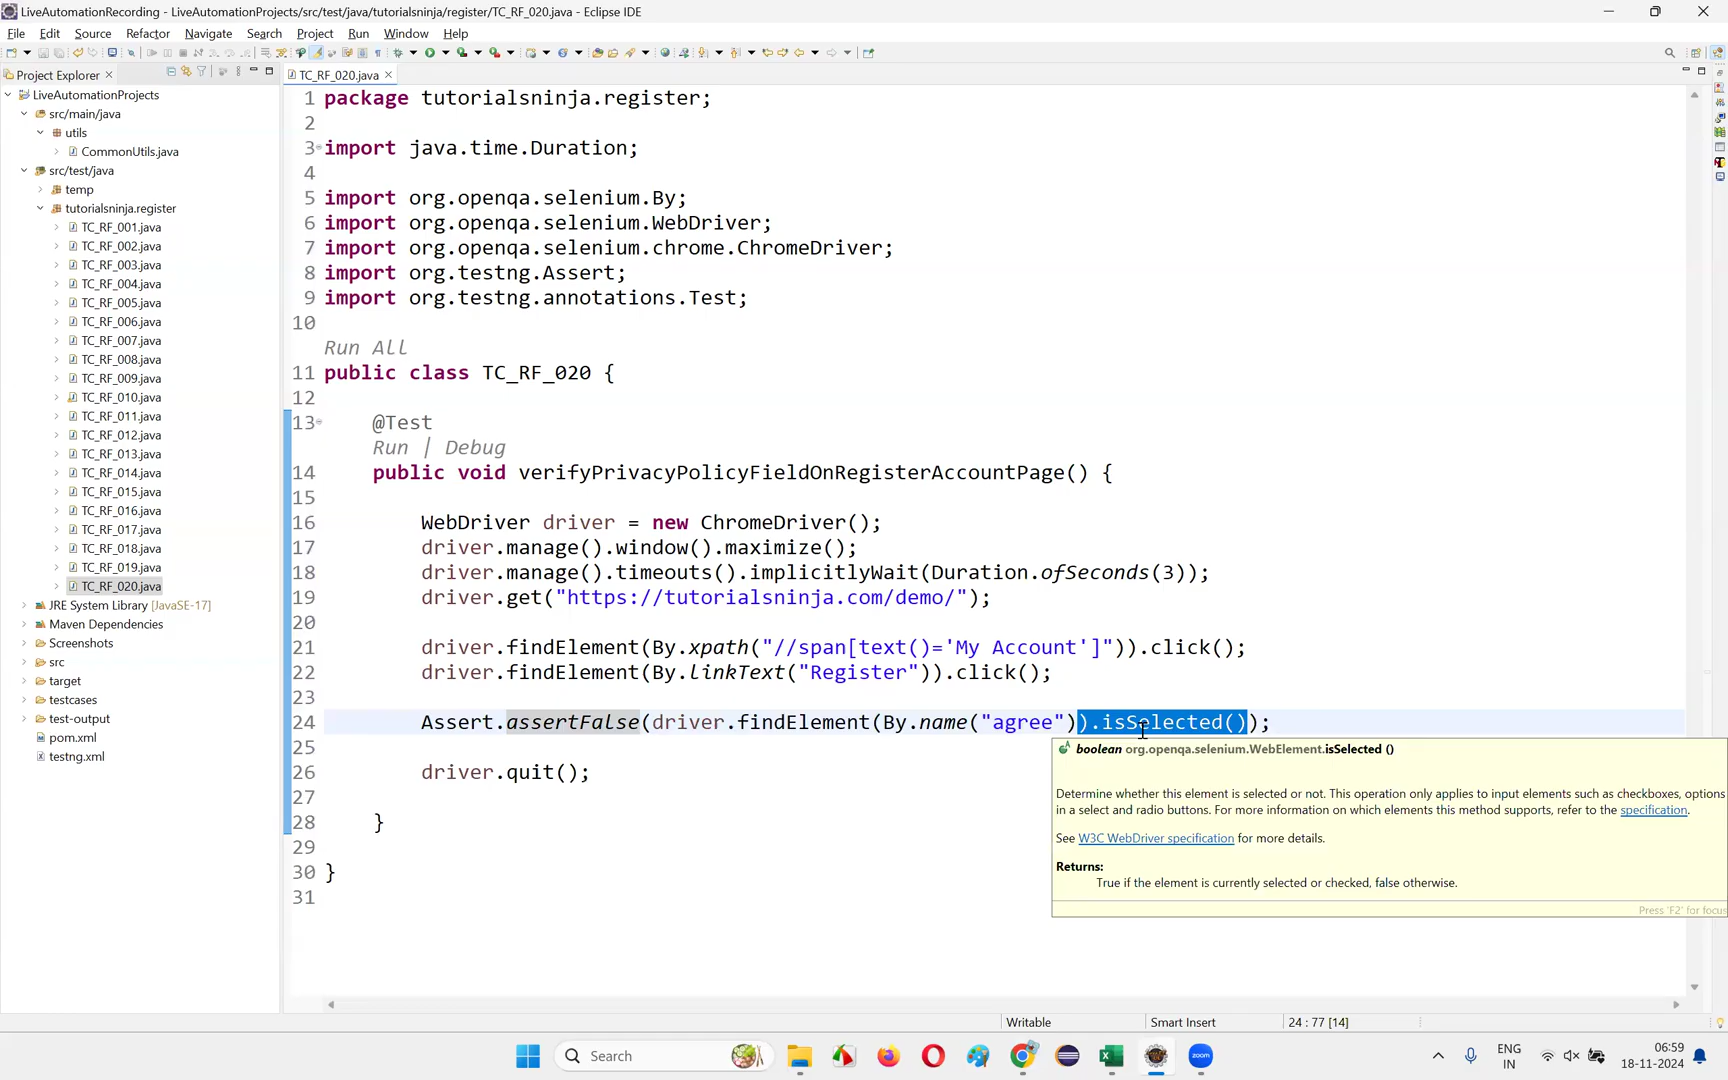 LiveAutomationRecording - LiveAutomationProjects/src/test/java/tutorialsninja/register/TC_RF_020.java - Eclipse IDE
File Edit Source Refactor Navigate Search Project Run Window Help
Project Explorer
TC_RF_020.java
LiveAutomationProjects
src/main/java
utils
CommonUtils.java
src/test/java
temp
tutorialsninja.register
TC_RF_001.java
TC_RF_002.java
TC_RF_003.java
TC_RF_004.java
TC_RF_005.java
TC_RF_006.java
TC_RF_007.java
TC_RF_008.java
TC_RF_009.java
TC_RF_010.java
TC_RF_011.java
TC_RF_012.java
TC_RF_013.java
TC_RF_014.java
TC_RF_015.java
TC_RF_016.java
TC_RF_017.java
TC_RF_018.java
TC_RF_019.java
TC_RF_020.java
JRE System Library [JavaSE-17]
Maven Dependencies
Screenshots
src
target
testcases
test-output
pom.xml
testng.xml
1 package tutorialsninja.register;
2
3 import java.time.Duration;
4
5 import org.openqa.selenium.By;
6 import org.openqa.selenium.WebDriver;
7 import org.openqa.selenium.chrome.ChromeDriver;
8 import org.testng.Assert;
9 import org.testng.annotations.Test;
10
Run All
11 public class TC_RF_020 {
12
13 @Test
Run | Debug
14 public void verifyPrivacyPolicyFieldOnRegisterAccountPage() {
15
16 WebDriver driver = new ChromeDriver();
17 driver.manage().window().maximize();
18 driver.manage().timeouts().implicitlyWait(Duration.ofSeconds(3));
19 driver.get("https://tutorialsninja.com/demo/");
20
21 driver.findElement(By.xpath("//span[text()='My Account']")).click();
22 driver.findElement(By.linkText("Register")).click();
23
24 Assert.assertFalse(driver.findElement(By.name("agree")).isSelected());
25
26 driver.quit();
27
28 }
29
30 }
31
boolean org.openqa.selenium.WebElement.isSelected ()
Determine whether this element is selected or not. This operation only applies to input elements such as checkboxes, options
in a select and radio buttons. For more information on which elements this method supports, refer to the specification.
See W3C WebDriver specification for more details.
Returns:
True if the element is currently selected or checked, false otherwise.
Press 'F2' for focus
Writable Smart Insert 24 : 77 [14]
Search
zoom
ENG
IN
06:59
18-11-2024